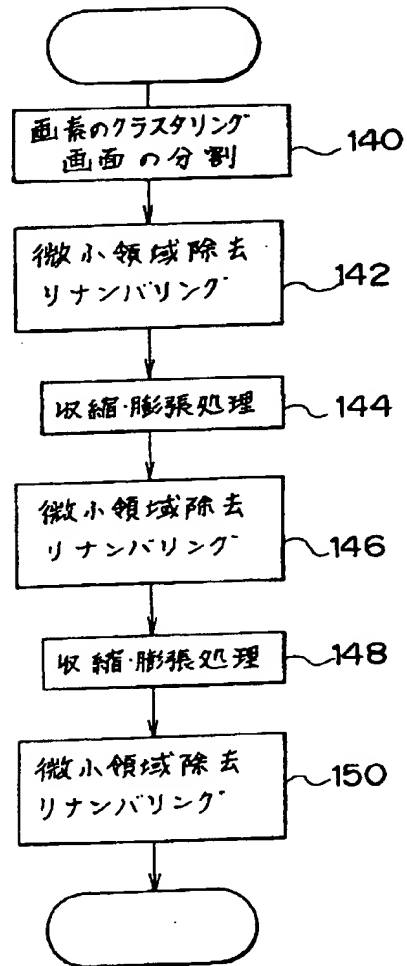 画素のクラスタリング
画面の分割
140
微小領域除去
リナンバリング
142
収縮・膨張処理
144
微小領域除去
リナンバリング
146
収縮・膨張処理
148
微小領域除去
リナンバリング
150